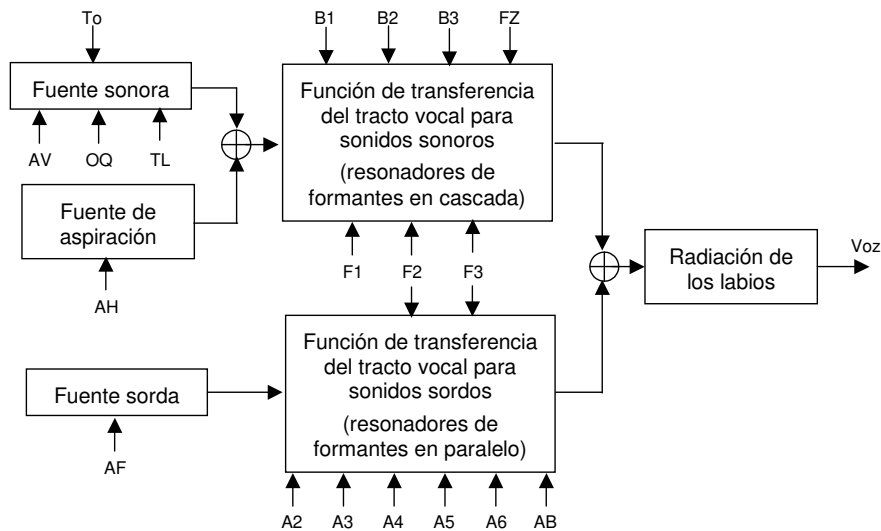 To
B1 B2 B3 FZ
Fuente sonora
AV OQ TL
Función de transferencia
del tracto vocal para
sonidos sonoros
(resonadores de
formantes en cascada)
Fuente de
aspiración
AH
F1 F2 F3
Radiación de
los labios
Voz
Función de transferencia
del tracto vocal para
sonidos sordos
(resonadores de
formantes en paralelo)
Fuente sorda
AF
A2 A3 A4 A5 A6 AB